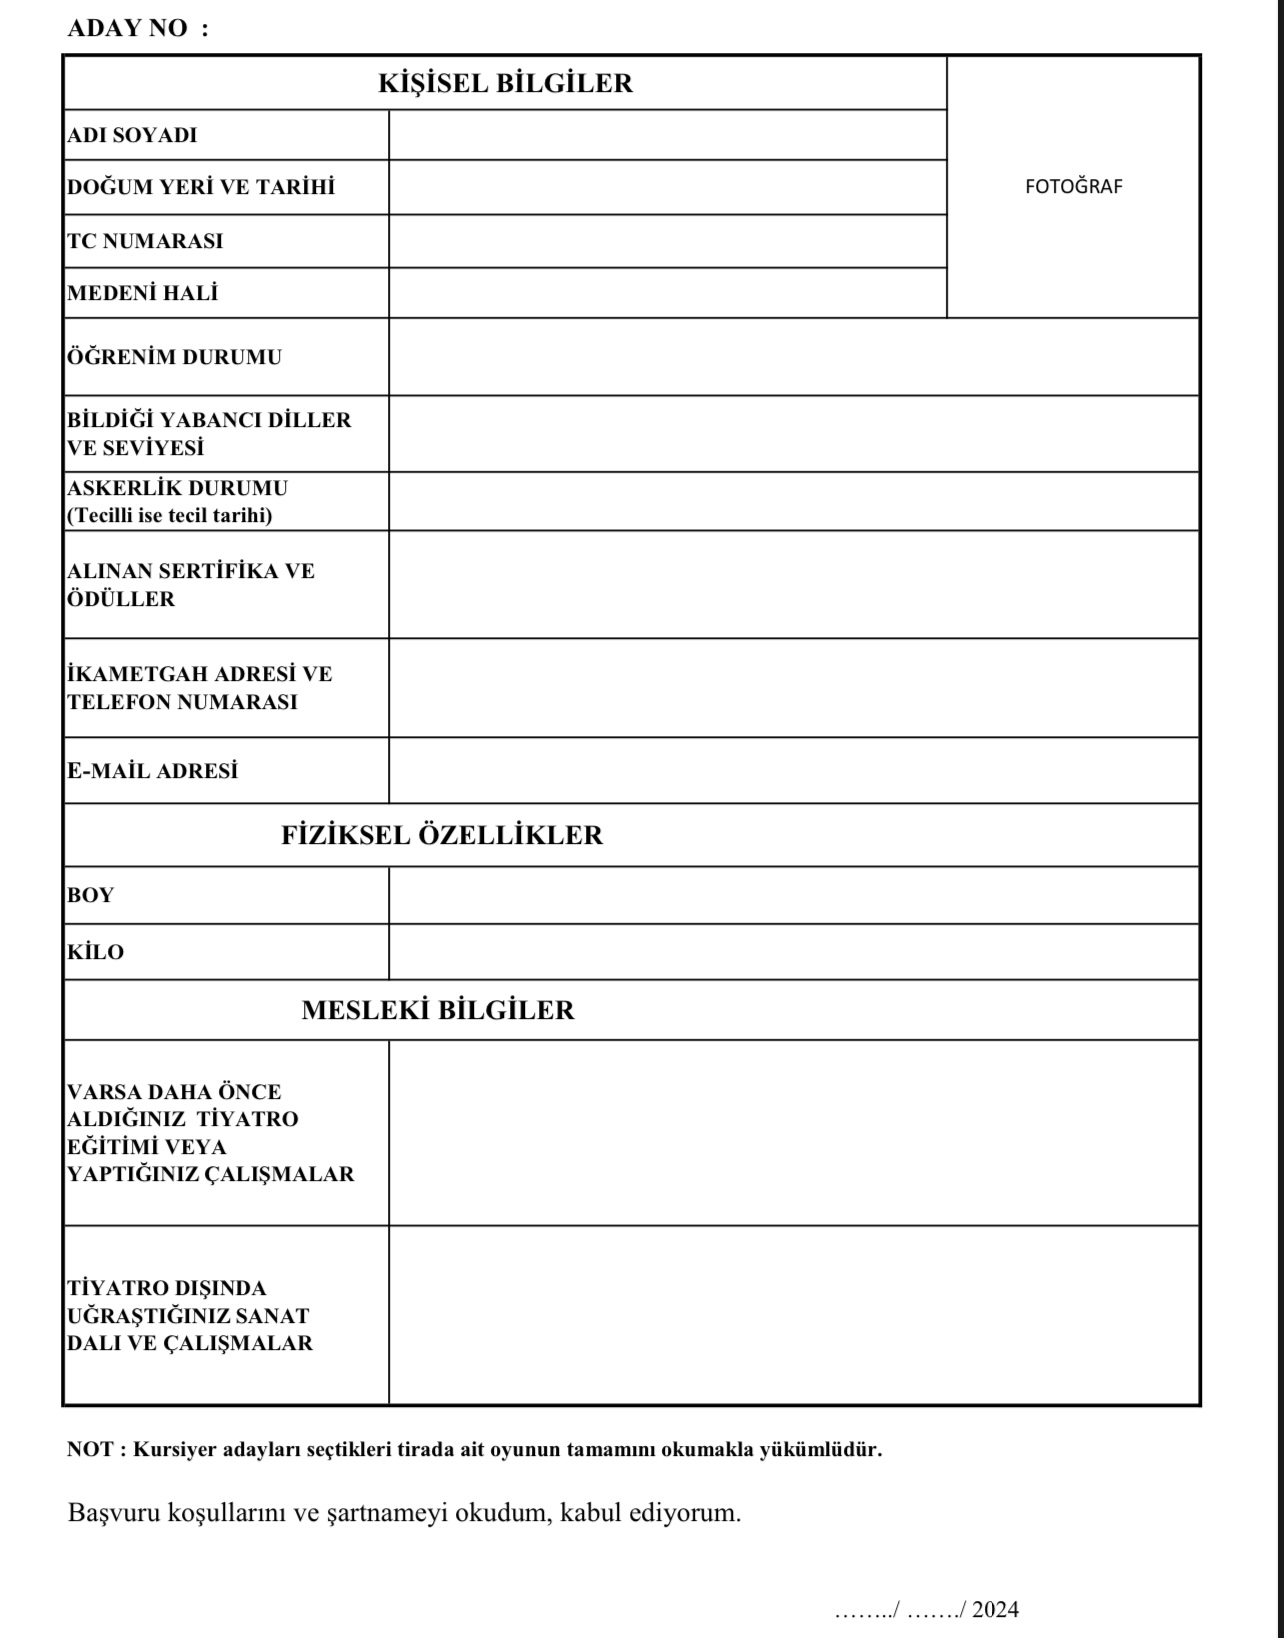 ADAY NO :
KİŞİSEL BİLGİLER
ADI SOYADI
DOĞUM YERİ VE TARİHİ
FOTOĞRAF
TC NUMARASI
MEDENİ HALİ
ÖĞRENİM DURUMU
BİLDİĞİ YABANCI DİLLER
VE SEVİYESİ
ASKERLİK DURUMU
(Tecilli ise tecil tarihi)
ALINAN SERTİFİKA VE
ÖDÜLLER
İKAMETGAH ADRESİ VE
TELEFON NUMARASI
E-MAİL ADRESİ
FİZİKSEL ÖZELLİKLER
BOY
KİLO
MESLEKİ BİLGİLER
VARSA DAHA ÖNCE
ALDIĞINIZ TİYATRO
EĞİTİMİ VEYA
YAPTIĞINIZ ÇALIŞMALAR
TİYATRO DIŞINDA
UĞRAŞTIĞINIZ SANAT
DALI VE ÇALIŞMALAR
NOT : Kursiyer adayları seçtikleri tirada ait oyunun tamamını okumakla yükümlüdür.
Başvuru koşullarını ve şartnameyi okudum, kabul ediyorum.
…….../ ……./ 2024